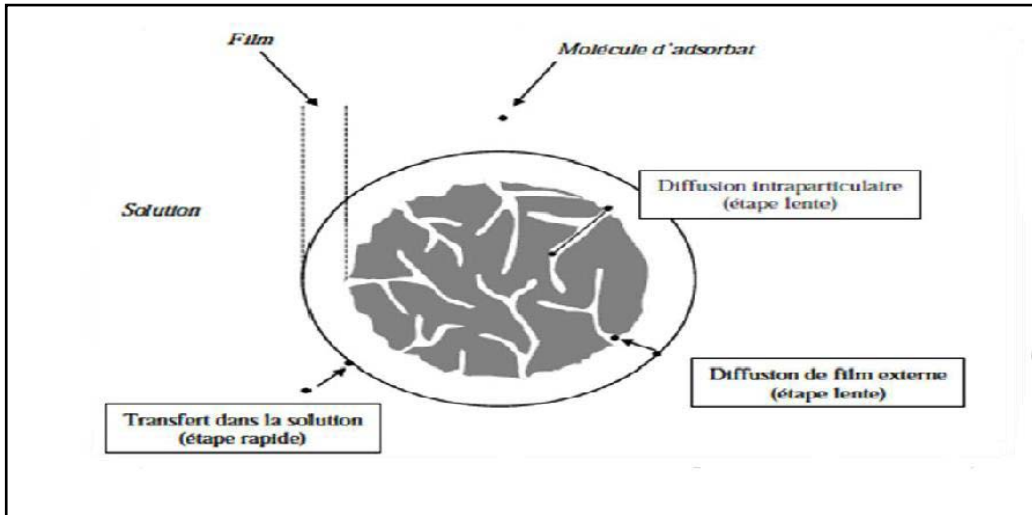 Film
Molécule d'adsorbat
Diffusion intraparticulaire
(étape lente)
Solution
Diffusion de film externe
(étape lente)
Transfert dans la solution
(étape rapide)